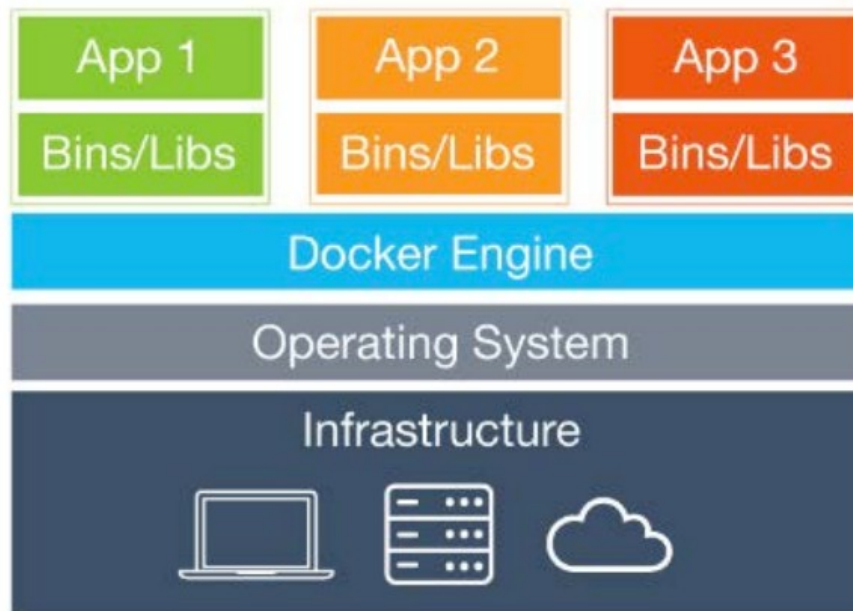 App 1
App 2
App 3
Bins/Libs
Bins/Libs
Bins/Libs
Docker Engine
Operating System
Infrastructure